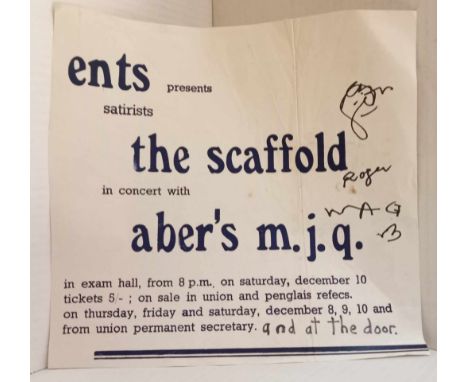 ents presents
satirists
the scaffold
Roger
in concert with
aber's m.j.q.
in exam hall, from 8 p.m. on saturday, december 10
tickets 5/-; on sale in union and penglais refecs.
on thursday, friday and saturday, december 8, 9, 10 and
from union permanent secretary. and at the door.